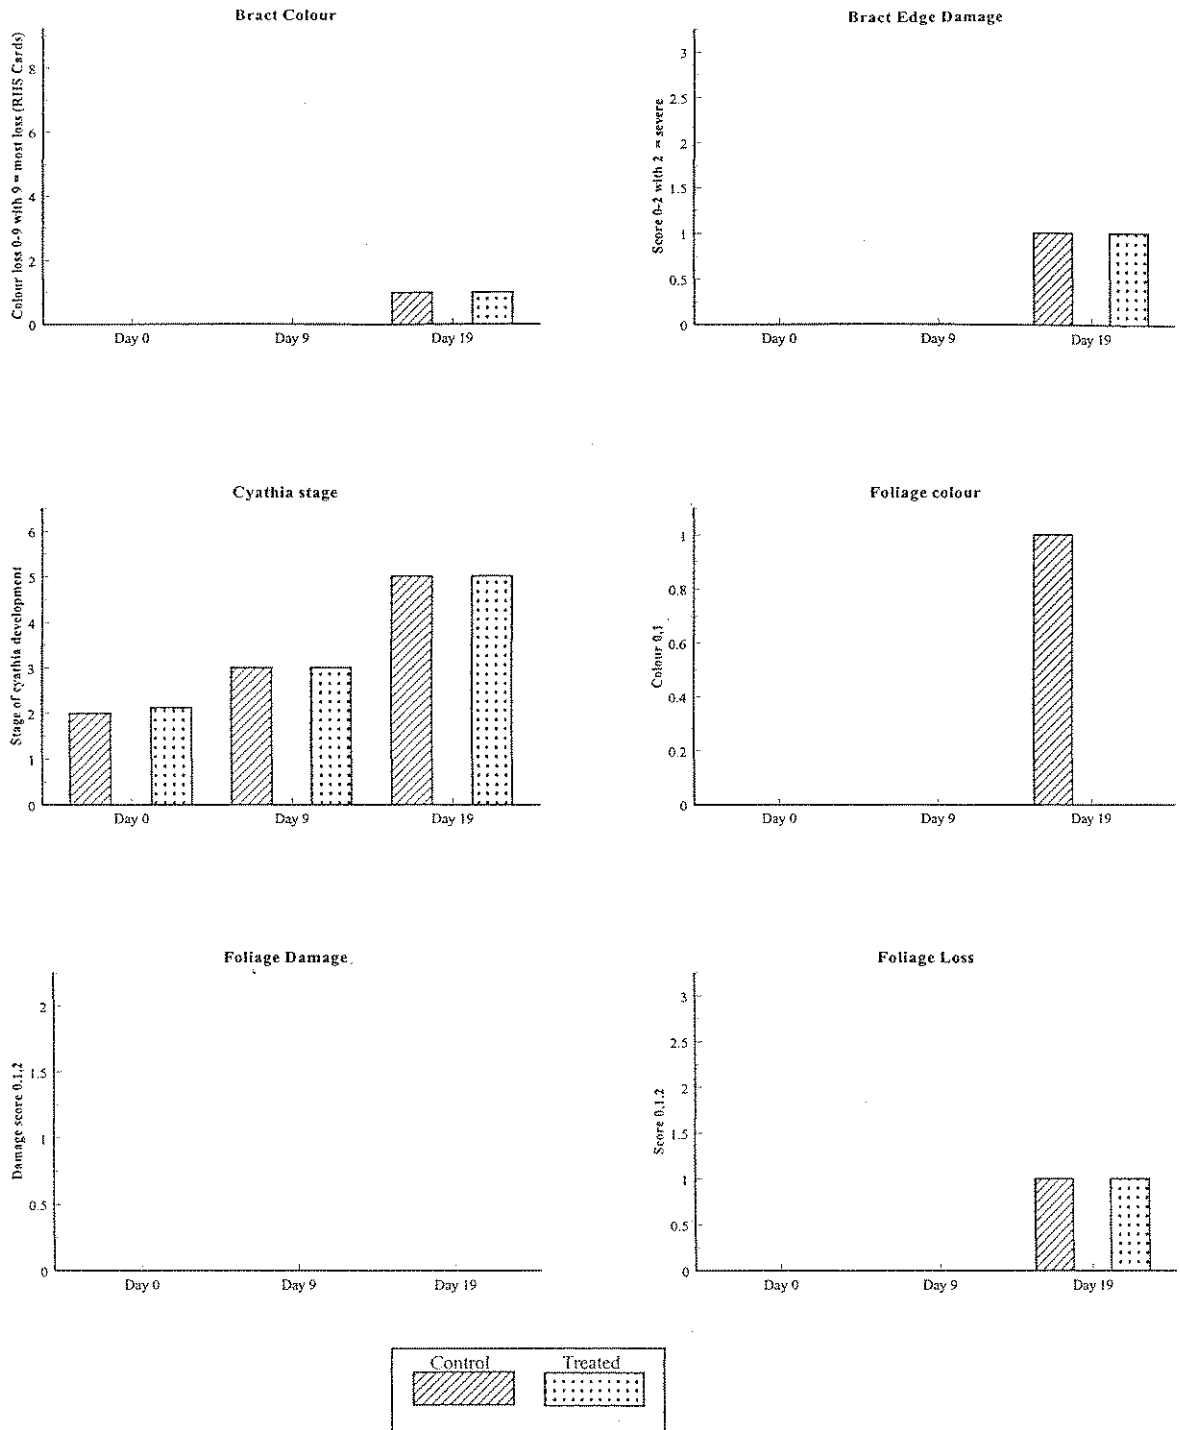 Bract Colour
Colour loss 0-9 with 9 = most loss (RHS Cards)
8
6
4
2
0
Day 0 Day 9 Day 19
Bract Edge Damage
Score 0-2 with 2 = severe
3
2.5
2
1.5
1
0.5
0
Day 0 Day 9 Day 19
Cyathia stage
Stage of cyathia development
6
5
4
3
2
1
0
Day 0 Day 9 Day 19
Foliage colour
Colour 0,1
1
0.8
0.6
0.4
0.2
0
Day 0 Day 9 Day 19
Foliage Damage
Damage score 0,1,2
2
1.5
1
0.5
0
Day 0 Day 9 Day 19
Foliage Loss
Score 0,1,2
3
2.5
2
1.5
1
0.5
0
Day 0 Day 9 Day 19
Control Treated